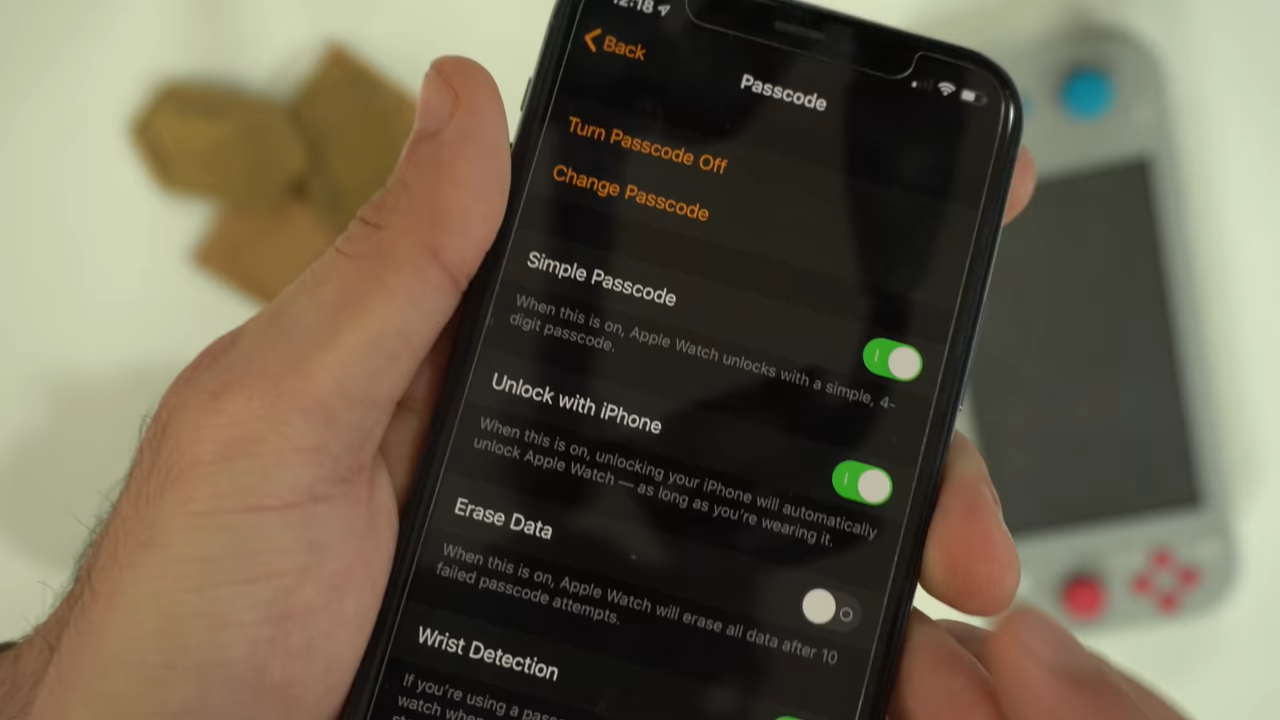 12:18
Back
Passcode
Turn Passcode Off
Change Passcode
Simple Passcode
When this is on, Apple Watch unlocks with a simple, 4-
digit passcode.
Unlock with iPhone
When this is on, unlocking your iPhone will automatically
unlock Apple Watch — as long as you're wearing it.
Erase Data
When this is on, Apple Watch will erase all data after 10
failed passcode attempts.
Wrist Detection
If you're using a
watch